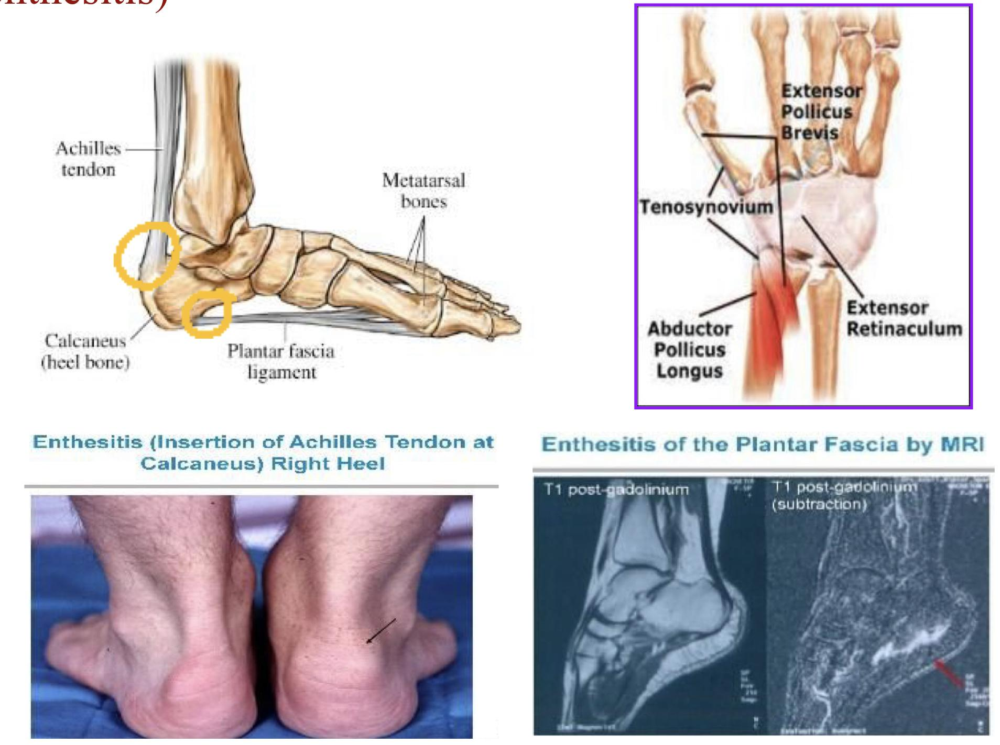 Achilles
tendon
Metatarsal
bones
Calcaneus
(heel bone)
Plantar fascia
ligament
Extensor
Pollicus
Brevis
Tenosynovium
Abductor
Pollicus
Longus
Extensor
Retinaculum
Enthesitis (Insertion of Achilles Tendon at
Calcaneus) Right Heel
Enthesitis of the Plantar Fascia by MRI
T1 post-gadolinium
T1 post-gadolinium
(subtraction)